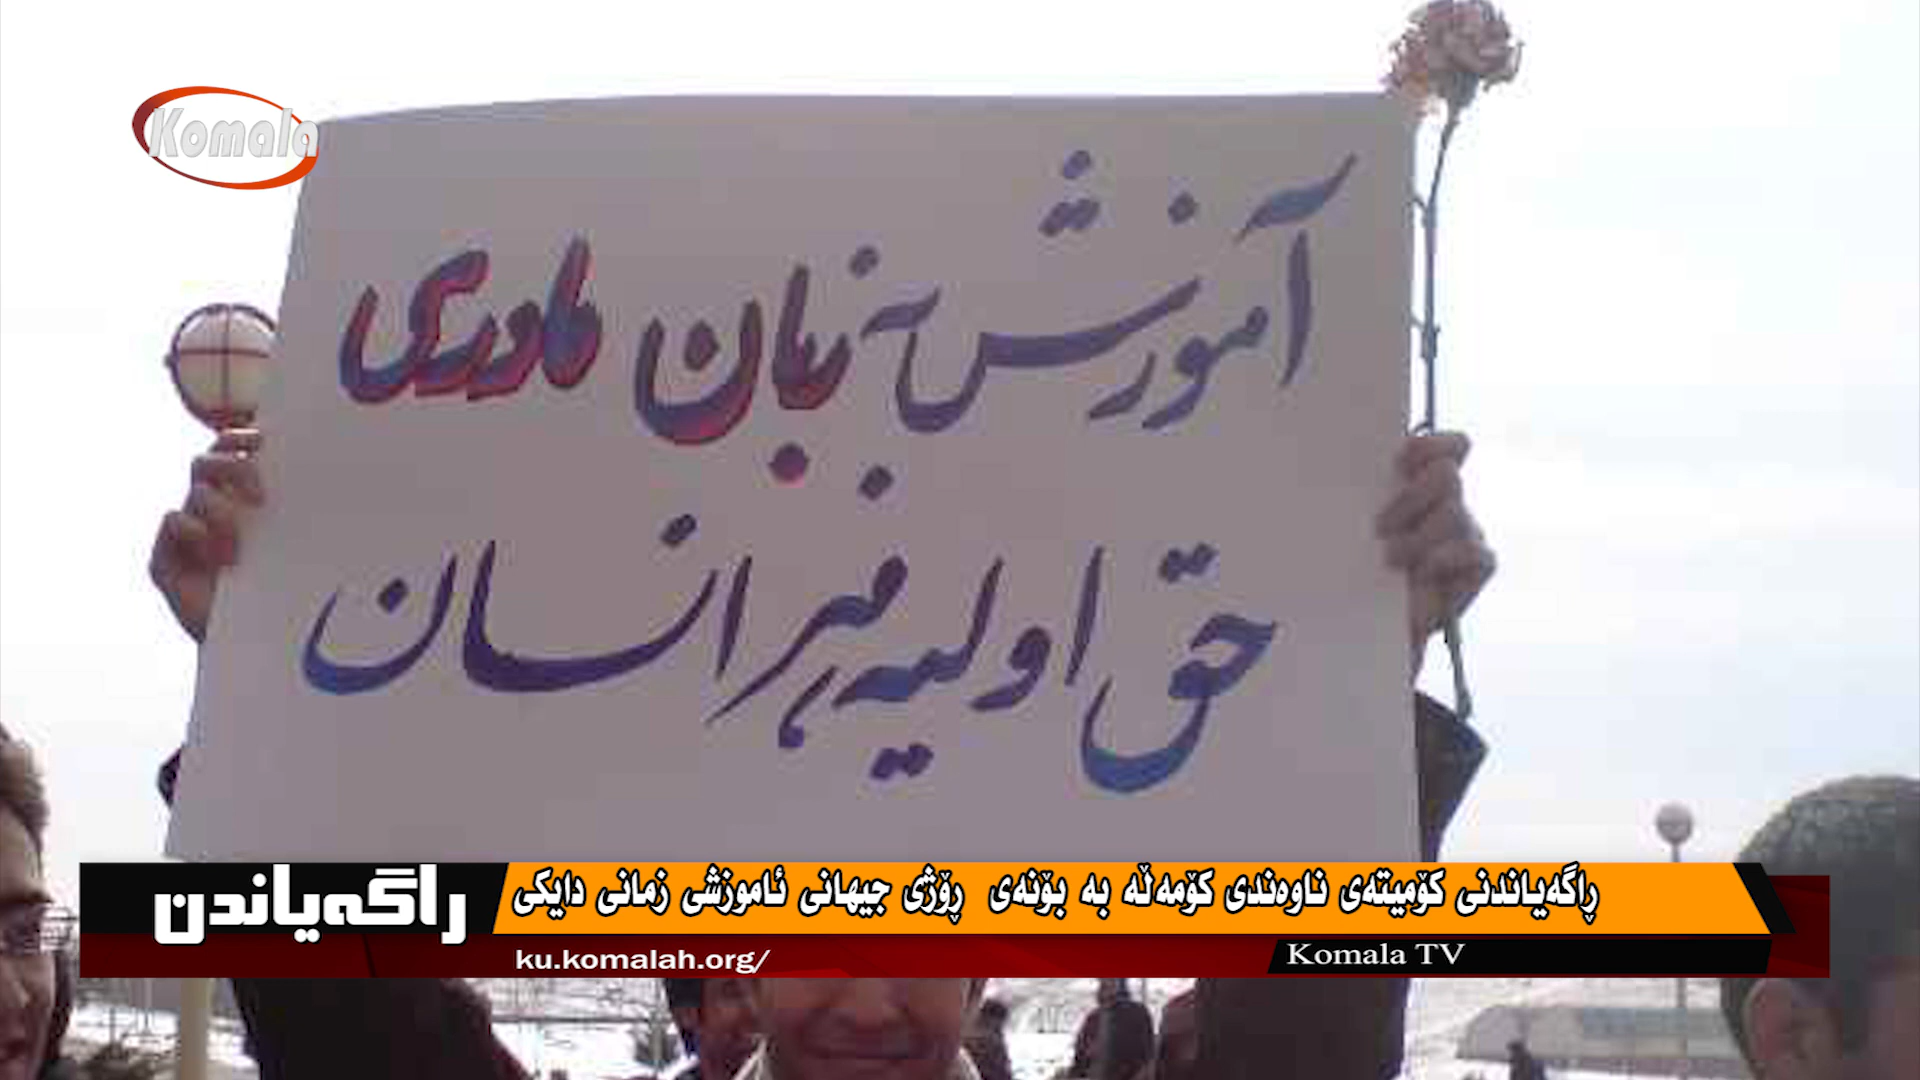 Komala
آموزش به زبان مادری
حق اولیه هر انسان
ڕاگەیاندنی کۆمیتەی ناوەندی کۆمەڵە بە بۆنەی ڕۆژی جیهانی ئاموزشی زمانی دایکی
راگەیاندن
ku.komalah.org/
Komala TV